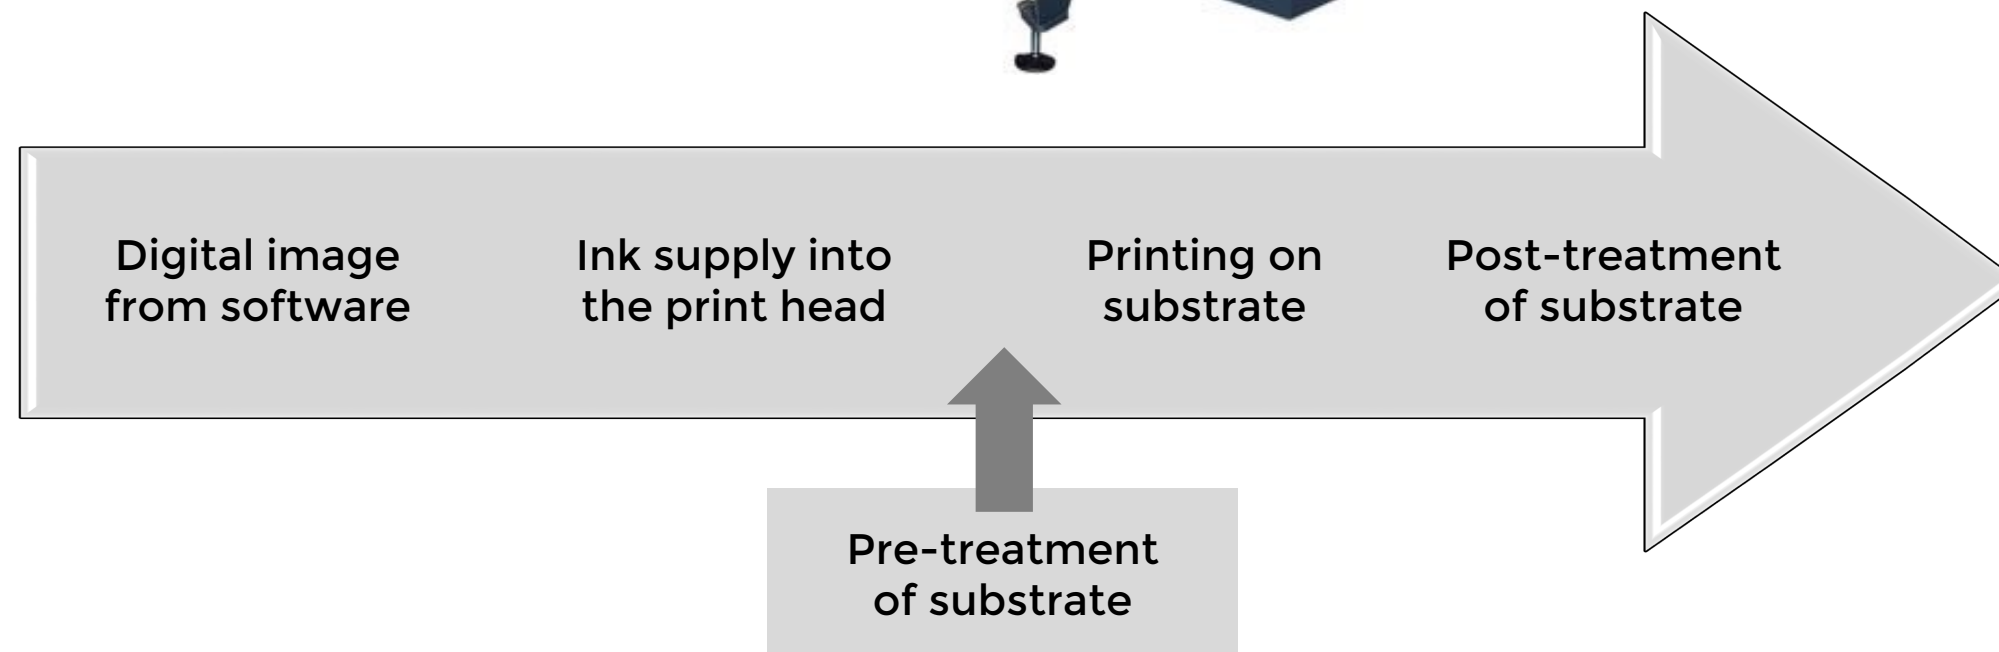 Digital image
from software
Ink supply into
the print head
Printing on
substrate
Post-treatment
of substrate
Pre-treatment
of substrate